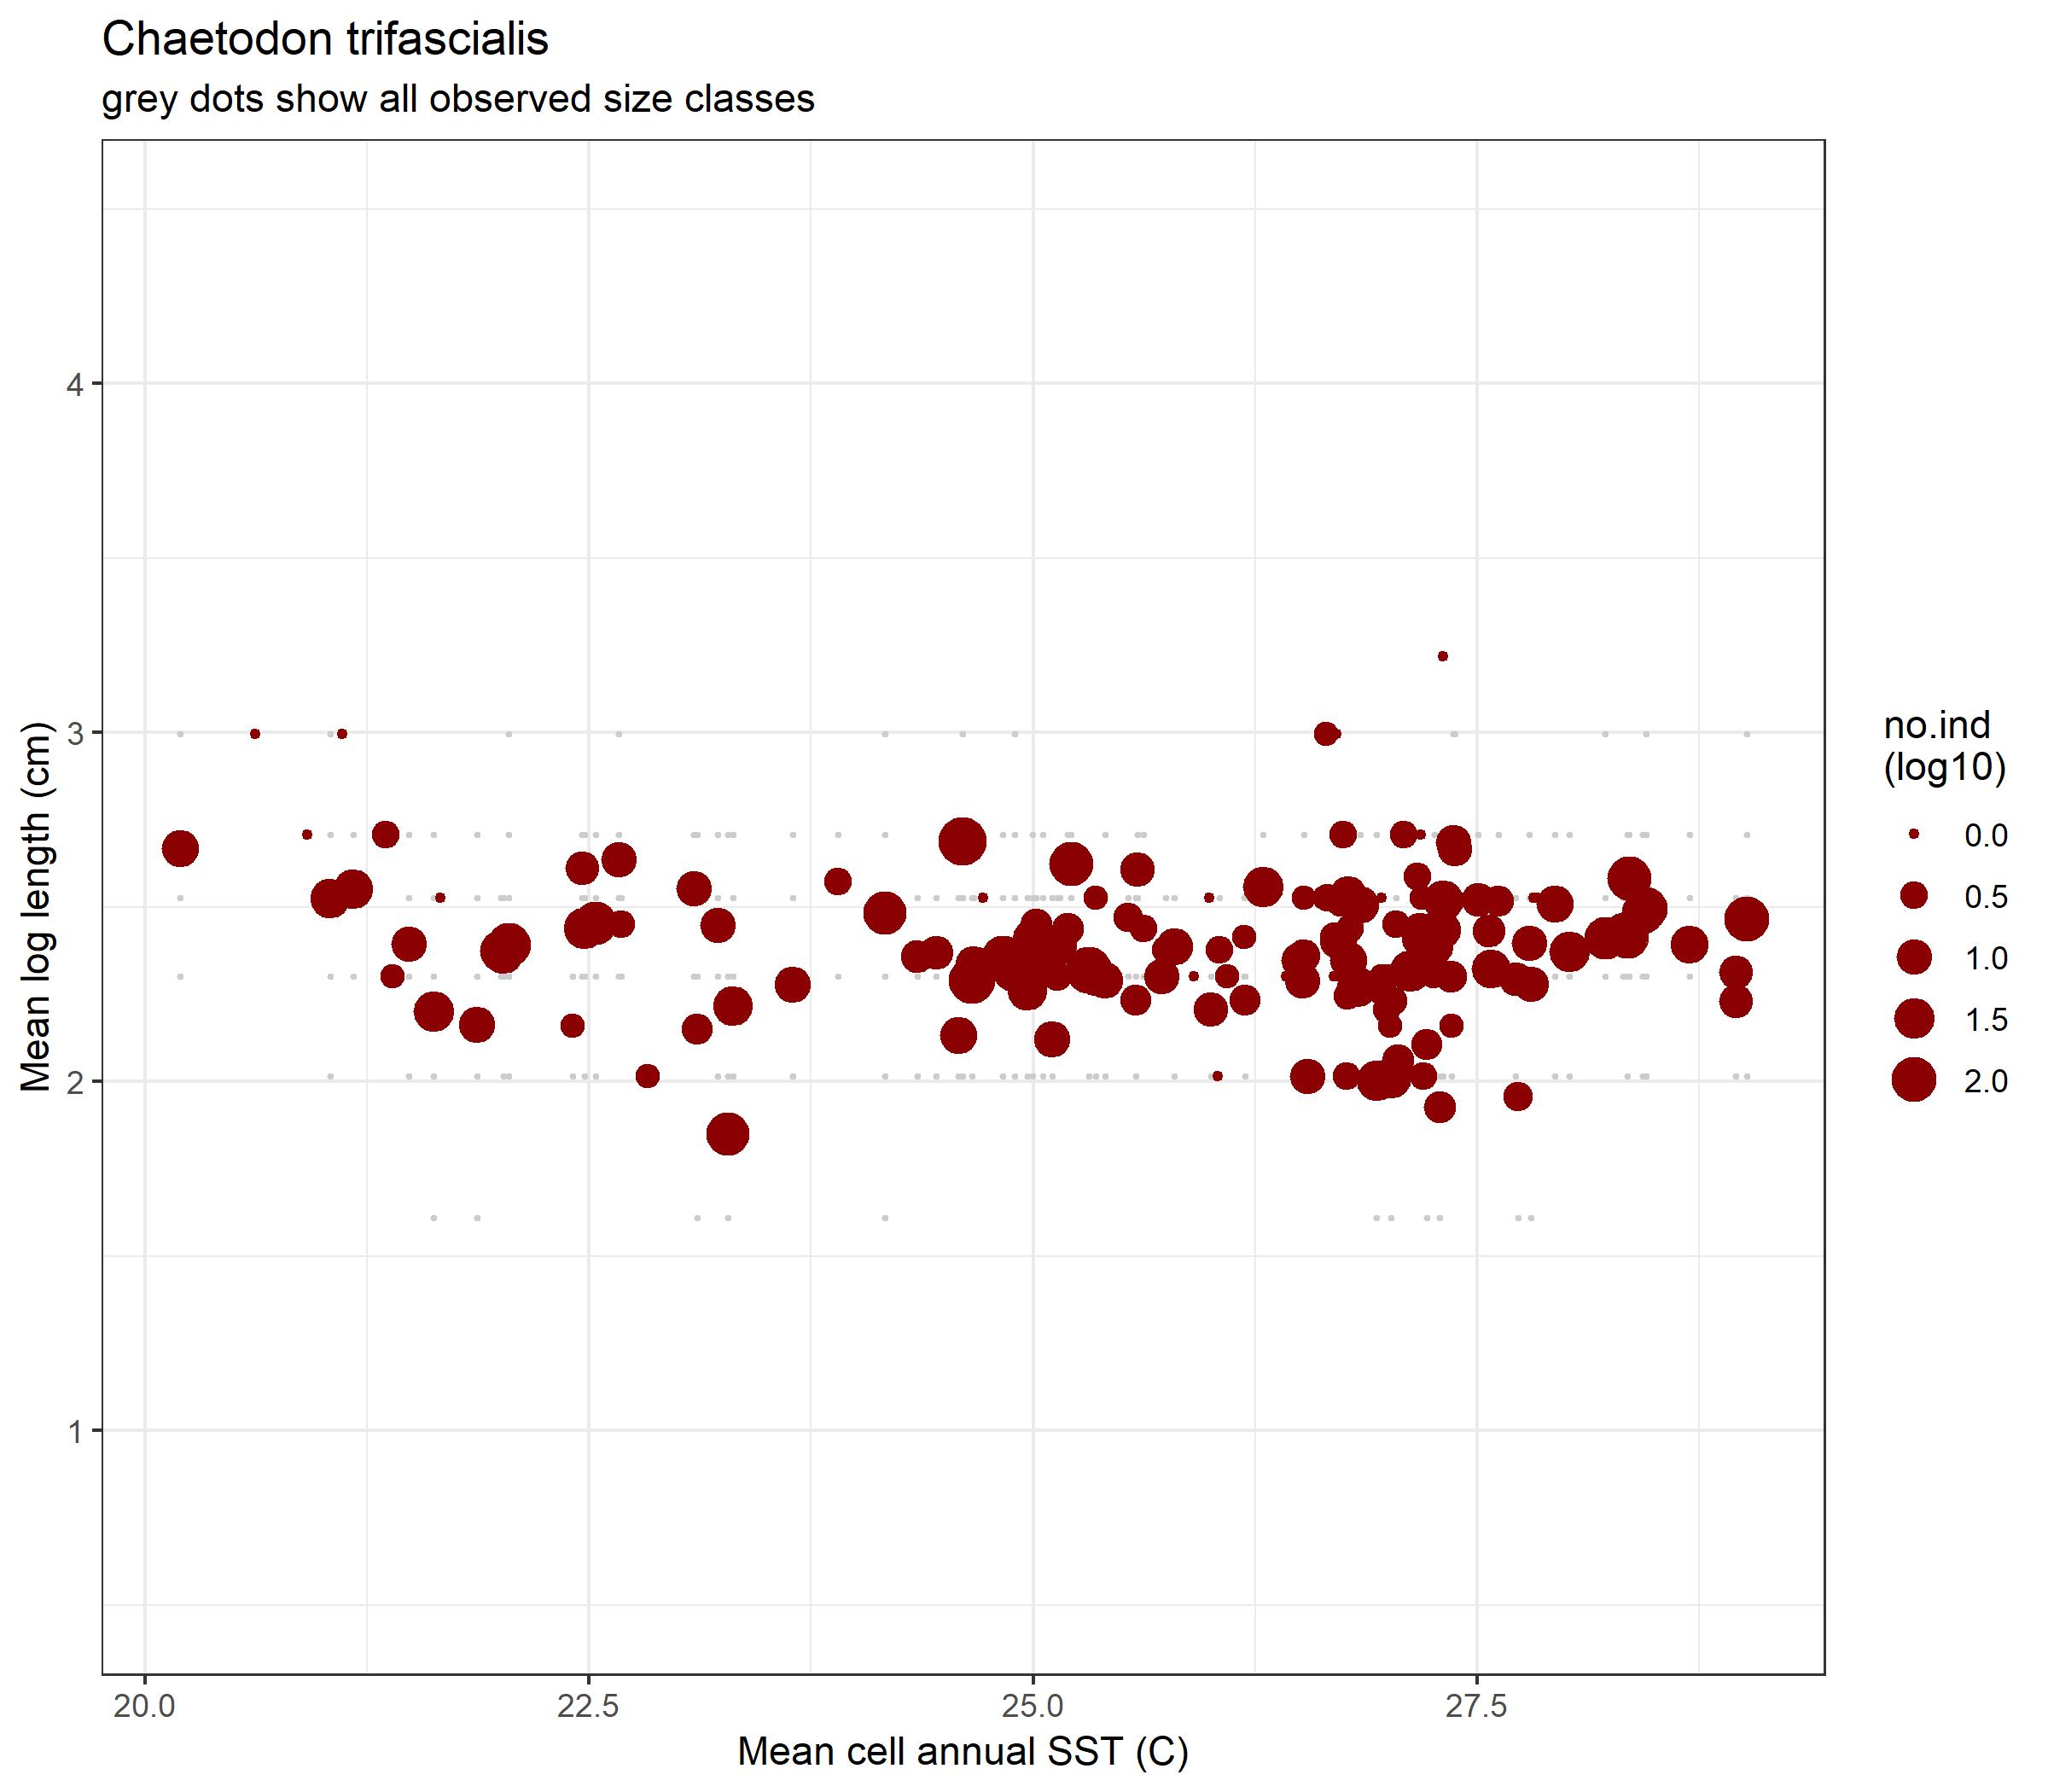 Chaetodon trifascialis
grey dots show all observed size classes
Mean log length (cm)
4
3
2
1
20.0
22.5
25.0
27.5
Mean cell annual SST (C)
no.ind
(log10)
0.0
0.5
1.0
1.5
2.0